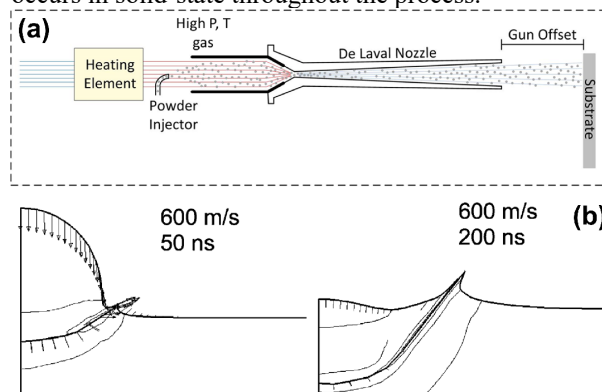 occurs in solid-state throughout the process.
(a)
High P, T
gas
Heating
Element
Powder
Injector
De Laval Nozzle
Gun Offset
Substrate
600 m/s
50 ns
600 m/s
200 ns
(b)